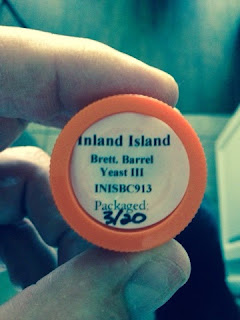 Inland Island
Brett, Barrel
Yeast III
INISBC913
Packaged:
3/20